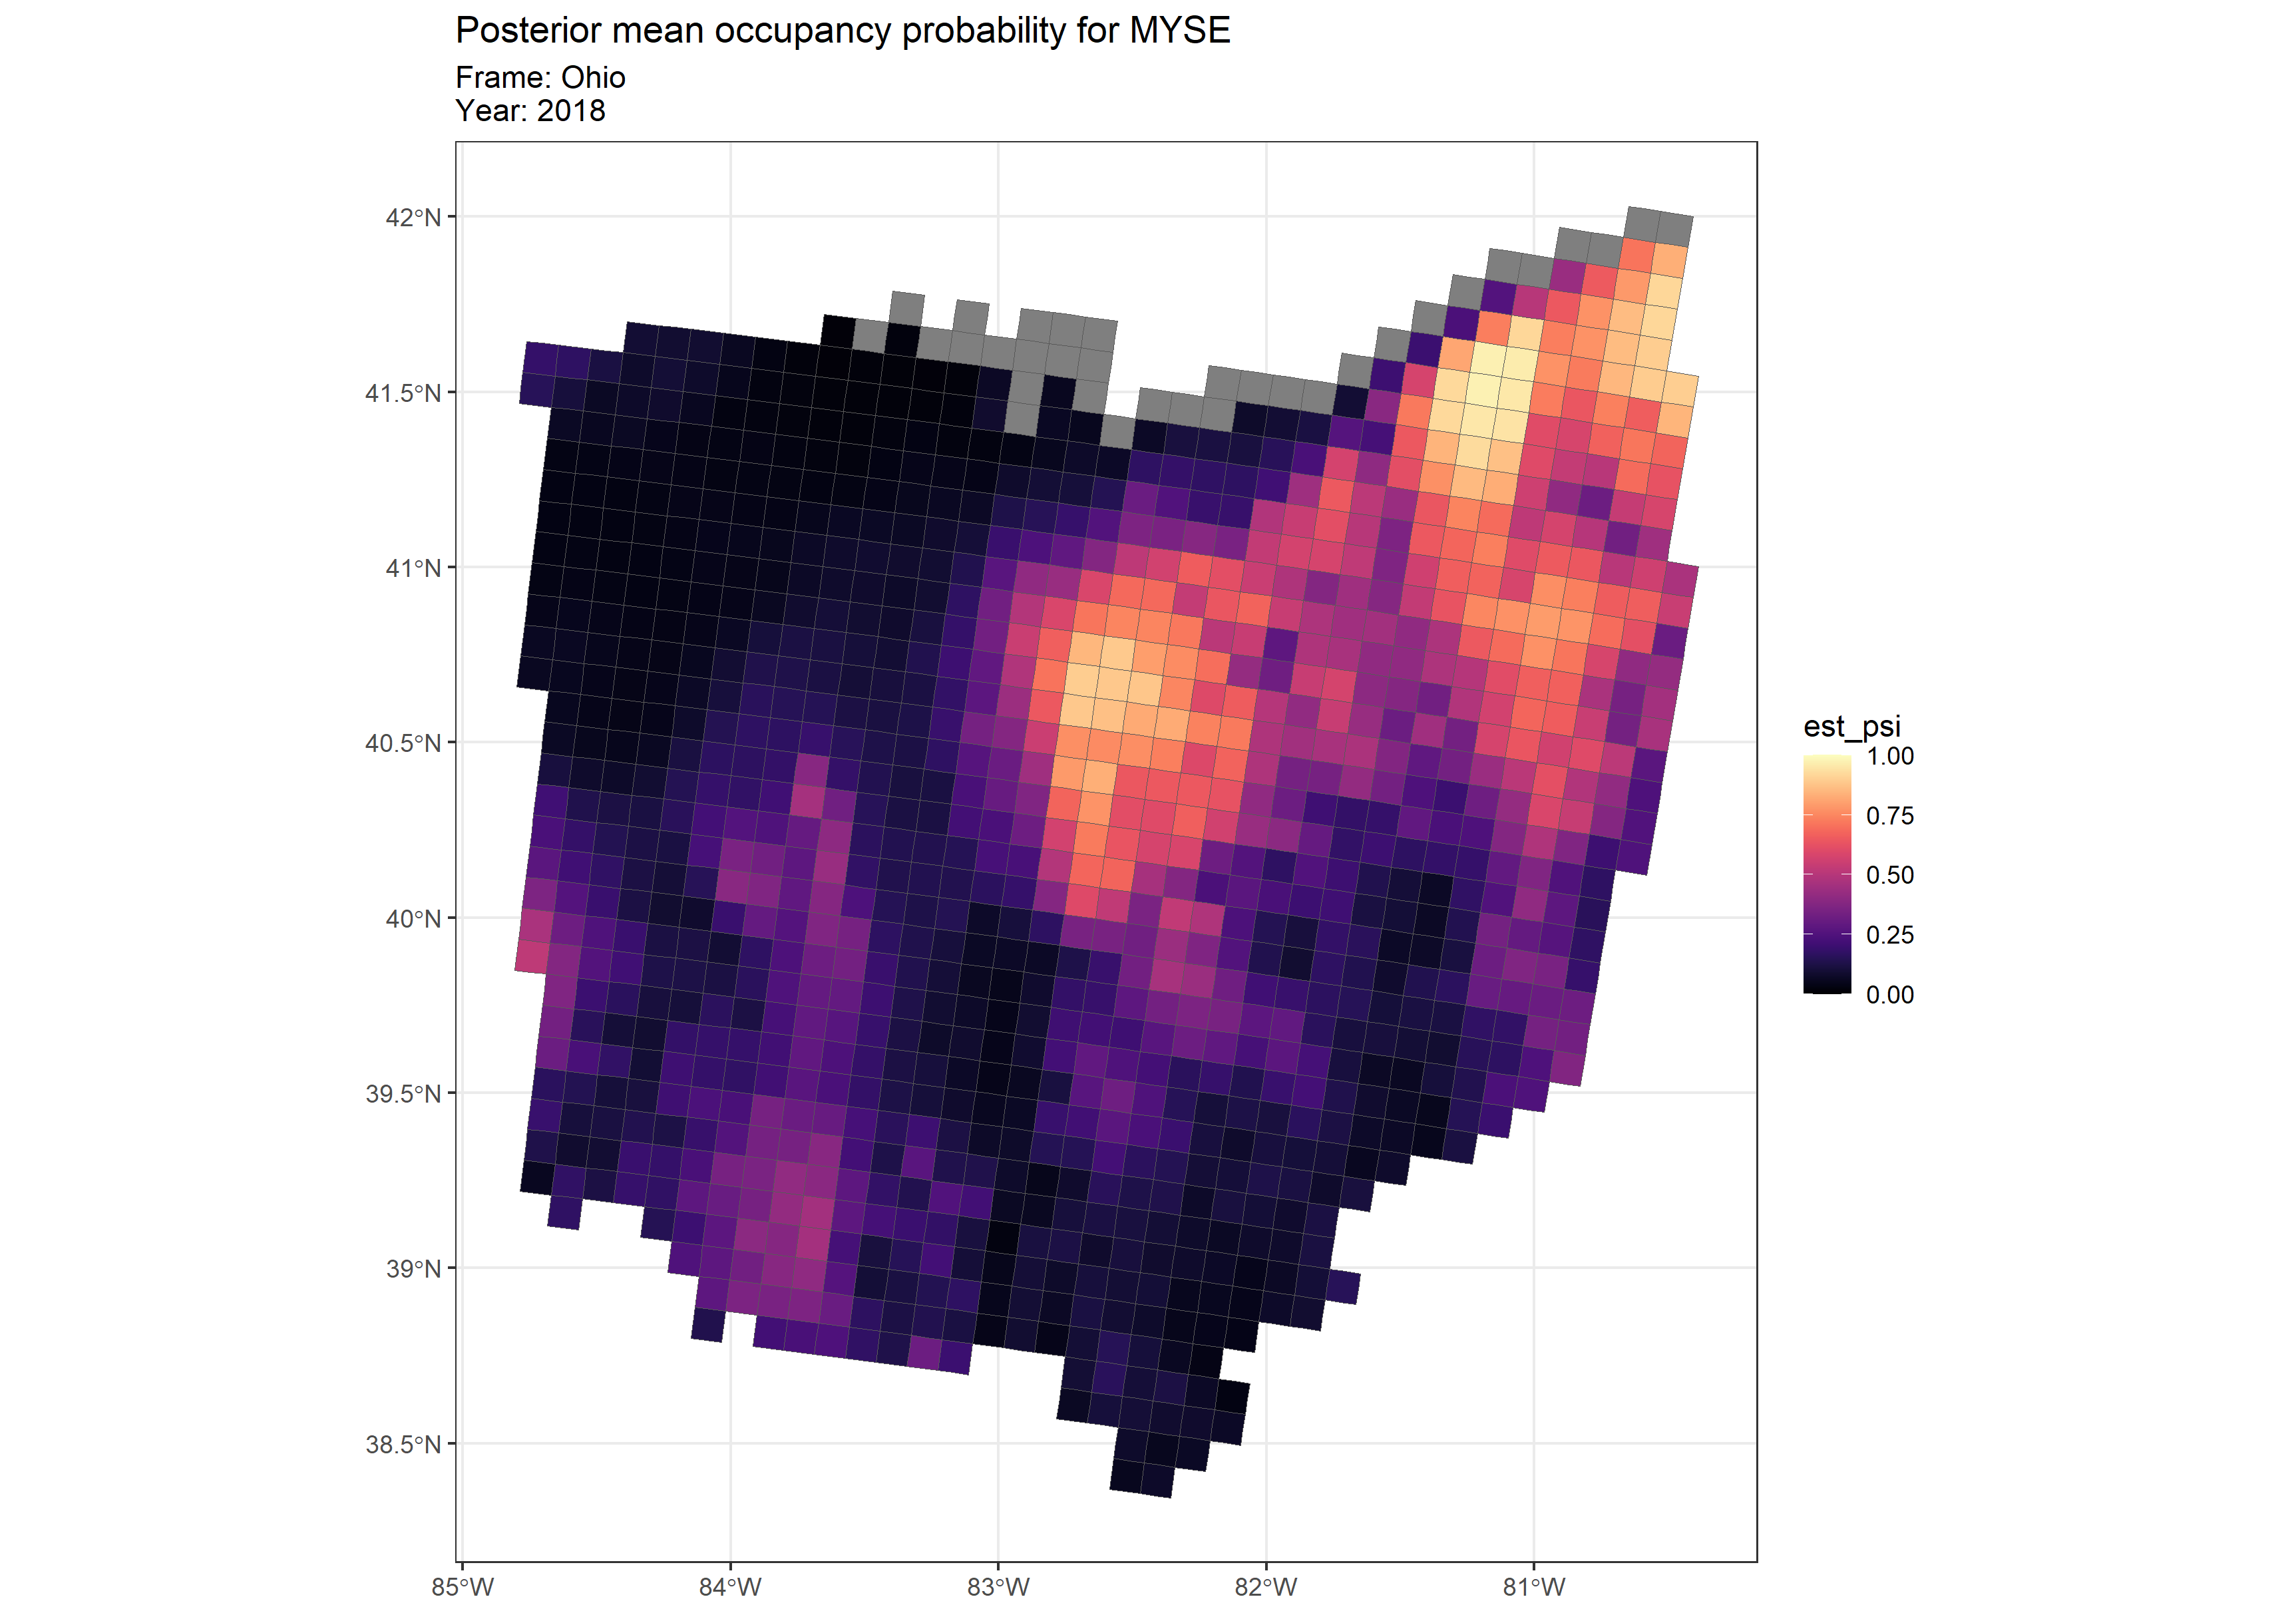 Posterior mean occupancy probability for MYSE
Frame: Ohio
Year: 2018
42°N
41.5°N
41°N
40.5°N
40°N
39.5°N
39°N
38.5°N
85°W
84°W
83°W
82°W
81°W
est_psi
1.00
0.75
0.50
0.25
0.00